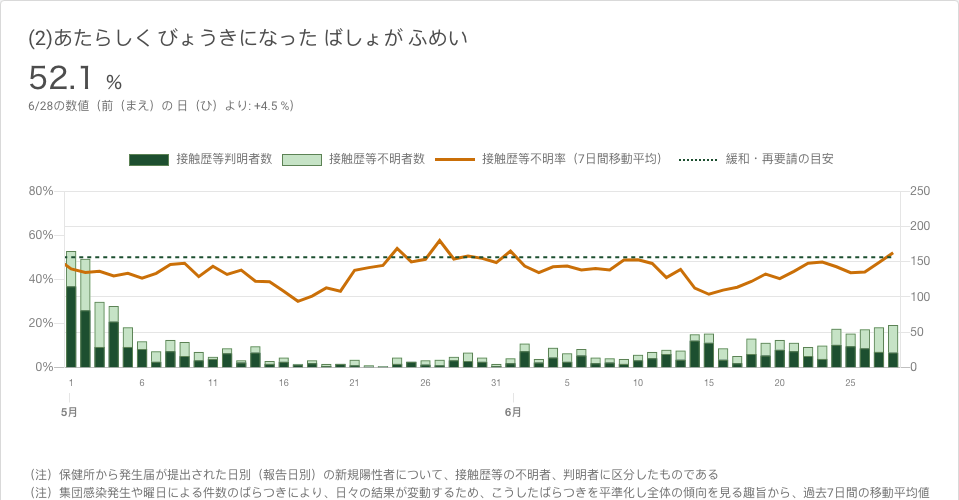 (2)あたらしく びょうきになった ばしょが ふめい
52.1 %
6/28の数値（前（まえ）の 日（ひ）より: +4.5 %）
接触歴等判明者数 接触歴等不明者数 接触歴等不明率（7日間移動平均） 緩和・再要請の目安
80% 250
200
60%
150
40%
100
20%
50
0% 0
1 6 11 16 21 26 31 5 10 15 20 25
5月 6月
（注）保健所から発生届が提出された日別（報告日別）の新規陽性者について、接触歴等の不明者、判明者に区分したものである
（注）集団感染発生や曜日による件数のばらつきにより、日々の結果が変動するため、こうしたばらつきを平準化し全体の傾向を見る趣旨から、過去7日間の移動平均値